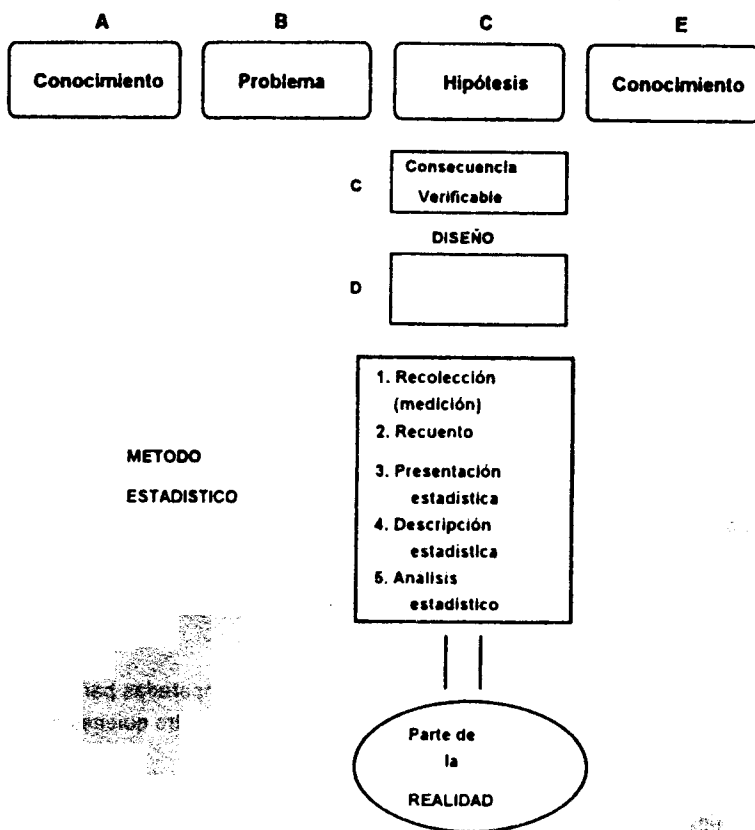 A B C E
Conocimiento Problema Hipótesis Conocimiento
C
Consecuencia
Verificable
DISEÑO
D
1. Recolección
(medición)
2. Recuento
3. Presentación
estadística
4. Descripción
estadística
5. Analisis
estadístico
METODO
ESTADISTICO
Parte de
la
REALIDAD